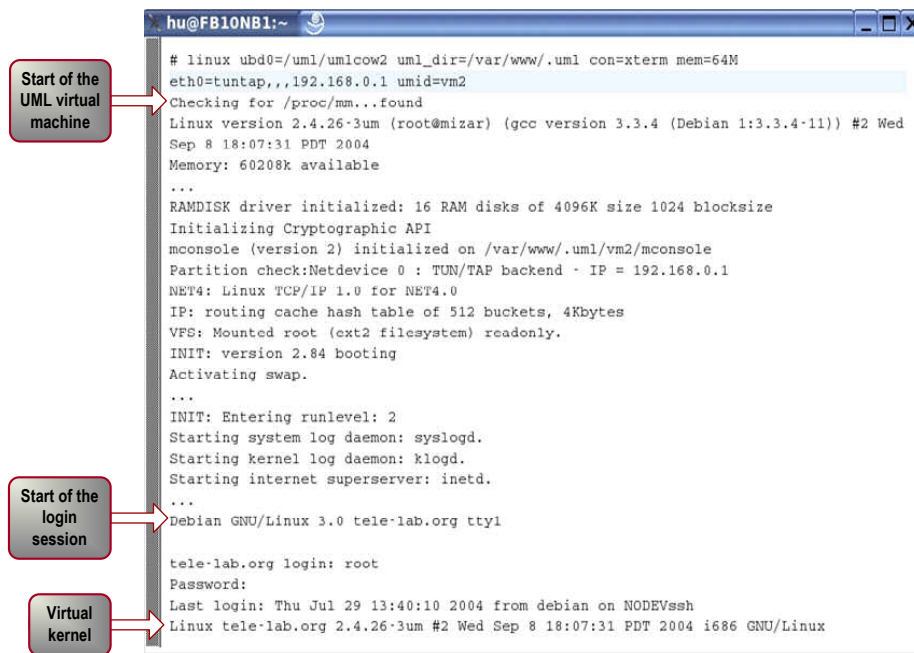 hu@FB10NB1:~
# linux ubd0=/uml/umlcow2 uml_dir=/var/www/.uml con=xterm mem=64M
eth0=tuntap,,,192.168.0.1 umid=vm2
Start of the
UML virtual
machine
Checking for /proc/mm...found
Linux version 2.4.26-3um (root@mizar) (gcc version 3.3.4 (Debian 1:3.3.4-11)) #2 Wed
Sep 8 18:07:31 PDT 2004
Memory: 60208k available
...
RAMDISK driver initialized: 16 RAM disks of 4096K size 1024 blocksize
Initializing Cryptographic API
mconsole (version 2) initialized on /var/www/.uml/vm2/mconsole
Partition check:Netdevice 0 : TUN/TAP backend - IP = 192.168.0.1
NET4: Linux TCP/IP 1.0 for NET4.0
IP: routing cache hash table of 512 buckets, 4Kbytes
VFS: Mounted root (ext2 filesystem) readonly.
INIT: version 2.84 booting
Activating swap.
...
INIT: Entering runlevel: 2
Starting system log daemon: syslogd.
Starting kernel log daemon: klogd.
Starting internet superserver: inetd.
...
Start of the
login
session
Debian GNU/Linux 3.0 tele-lab.org tty1
tele-lab.org login: root
Password:
Last login: Thu Jul 29 13:40:10 2004 from debian on NODEVssh
Virtual
kernel
Linux tele-lab.org 2.4.26-3um #2 Wed Sep 8 18:07:31 PDT 2004 i686 GNU/Linux